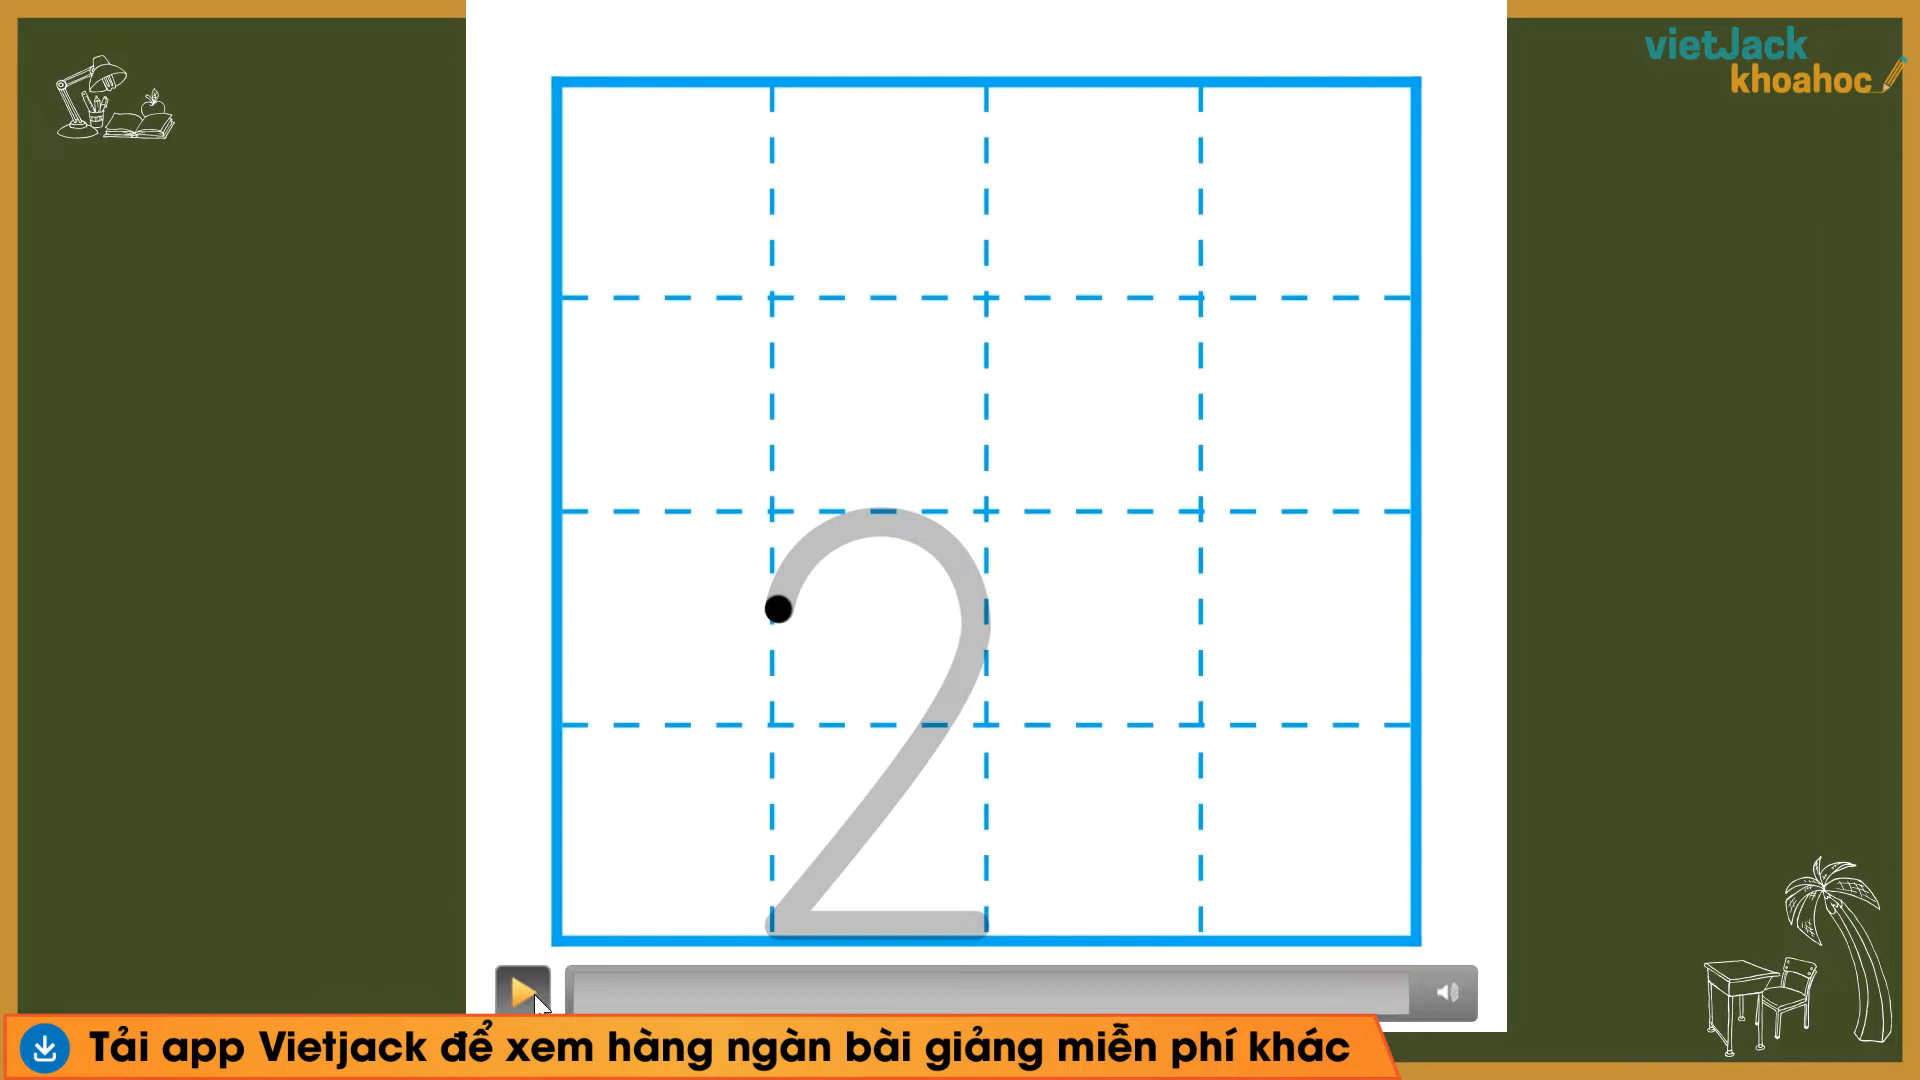 vietJack
khoahoc
2
Tải app Vietjack để xem hàng ngàn bài giảng miễn phí khác